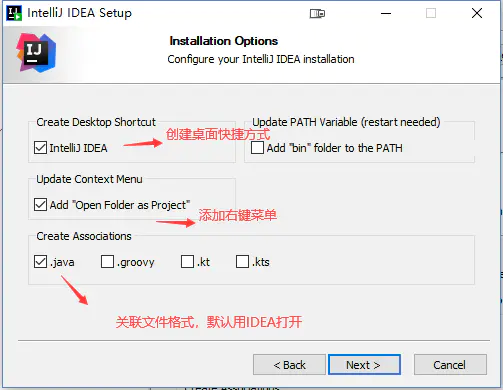 IntelliJ IDEA Setup
IJ
Installation Options
Configure your IntelliJ IDEA installation
Create Desktop Shortcut
IntelliJ IDEA
创建桌面快捷方式
Update PATH Variable (restart needed)
Add "bin" folder to the PATH
Update Context Menu
Add "Open Folder as Project"
添加右键菜单
Create Associations
.java
.groovy
.kt
.kts
关联文件格式，默认用IDEA打开
< Back
Next >
Cancel